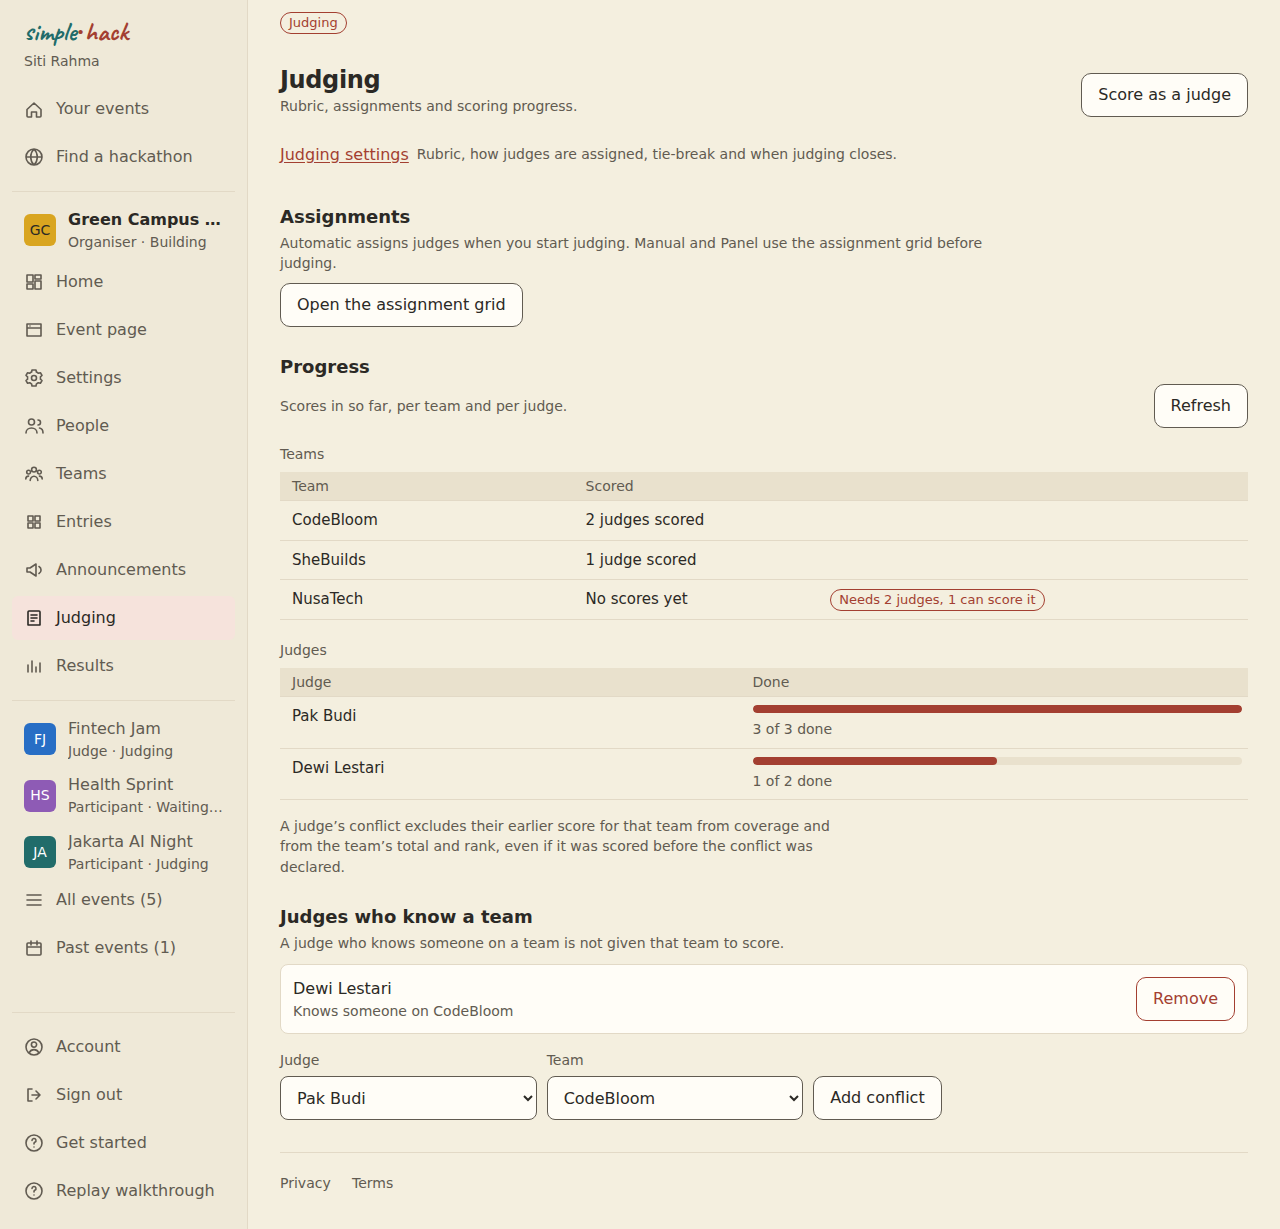 simple·hack
Siti Rahma
Your events
Find a hackathon
GC
Green Campus ...
Organiser · Building
Home
Event page
Settings
People
Teams
Entries
Announcements
Judging
Results
FJ
Fintech Jam
Judge · Judging
HS
Health Sprint
Participant · Waiting...
JA
Jakarta AI Night
Participant · Judging
All events (5)
Past events (1)
Account
Sign out
Get started
Replay walkthrough
Judging
Judging
Rubric, assignments and scoring progress.
Score as a judge
Judging settings Rubric, how judges are assigned, tie-break and when judging closes.
Assignments
Automatic assigns judges when you start judging. Manual and Panel use the assignment grid before
judging.
Open the assignment grid
Progress
Scores in so far, per team and per judge.
Refresh
Teams
Team Scored
CodeBloom 2 judges scored
SheBuilds 1 judge scored
NusaTech No scores yet Needs 2 judges, 1 can score it
Judges
Judge Done
Pak Budi
3 of 3 done
Dewi Lestari
1 of 2 done
A judge’s conflict excludes their earlier score for that team from coverage and
from the team’s total and rank, even if it was scored before the conflict was
declared.
Judges who know a team
A judge who knows someone on a team is not given that team to score.
Dewi Lestari
Knows someone on CodeBloom
Remove
Judge Team
Pak Budi CodeBloom Add conflict
Privacy Terms